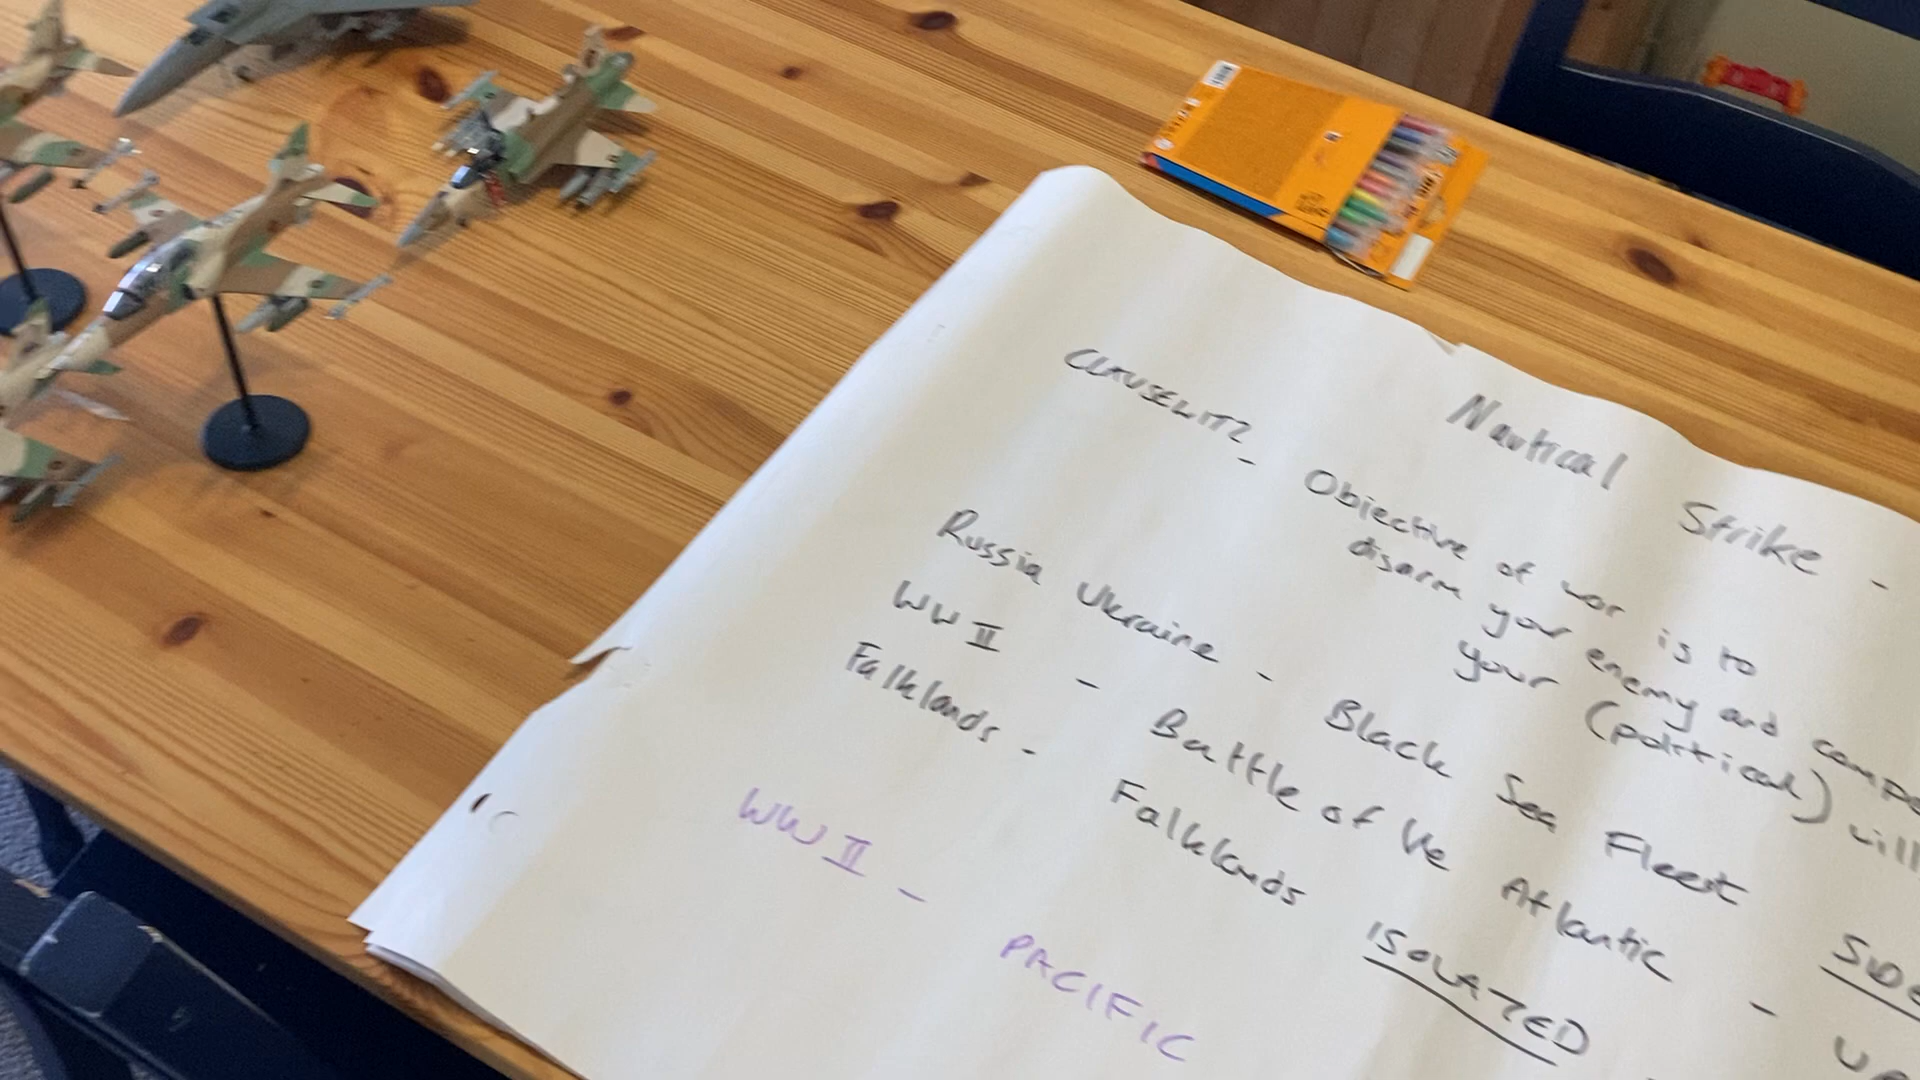 Nautical Strike -
CLAUSEWITZ - Objective of war is to
disarm your enemy and compe
your (political) will
Russia Ukraine - Black Sea Fleet
WW II - Battle of the Atlantic -
Falklands - Falklands ISOLATED
WW II - PACIFIC